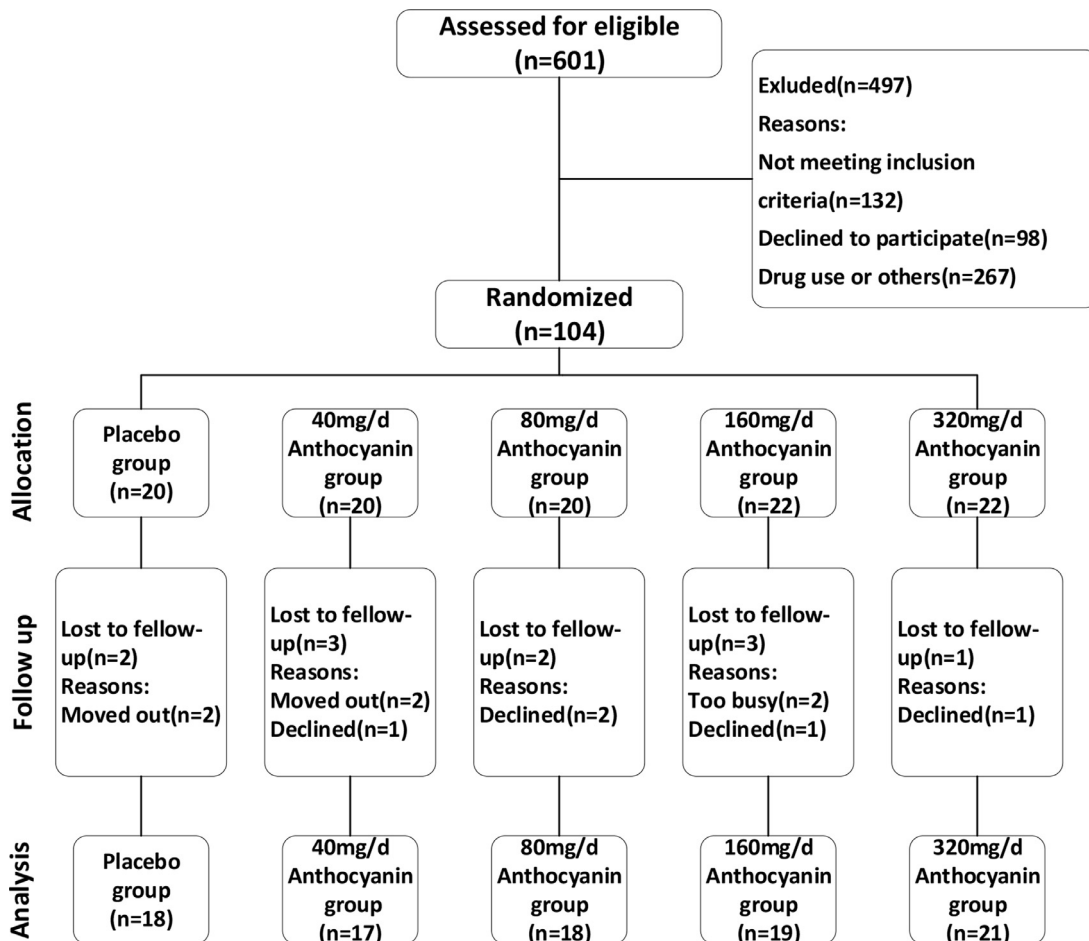 Assessed for eligible
(n=601)
Exluded(n=497)
Reasons:
Not meeting inclusion
criteria(n=132)
Declined to participate(n=98)
Drug use or others(n=267)
Randomized
(n=104)
Allocation
Placebo
group
(n=20)
40mg/d
Anthocyanin
group
(n=20)
80mg/d
Anthocyanin
group
(n=20)
160mg/d
Anthocyanin
group
(n=22)
320mg/d
Anthocyanin
group
(n=22)
Follow up
Lost to fellow-
up(n=2)
Reasons:
Moved out(n=2)
Lost to fellow-
up(n=3)
Reasons:
Moved out(n=2)
Declined(n=1)
Lost to fellow-
up(n=2)
Reasons:
Declined(n=2)
Lost to fellow-
up(n=3)
Reasons:
Too busy(n=2)
Declined(n=1)
Lost to fellow-
up(n=1)
Reasons:
Declined(n=1)
Analysis
Placebo
group
(n=18)
40mg/d
Anthocyanin
group
(n=17)
80mg/d
Anthocyanin
group
(n=18)
160mg/d
Anthocyanin
group
(n=19)
320mg/d
Anthocyanin
group
(n=21)